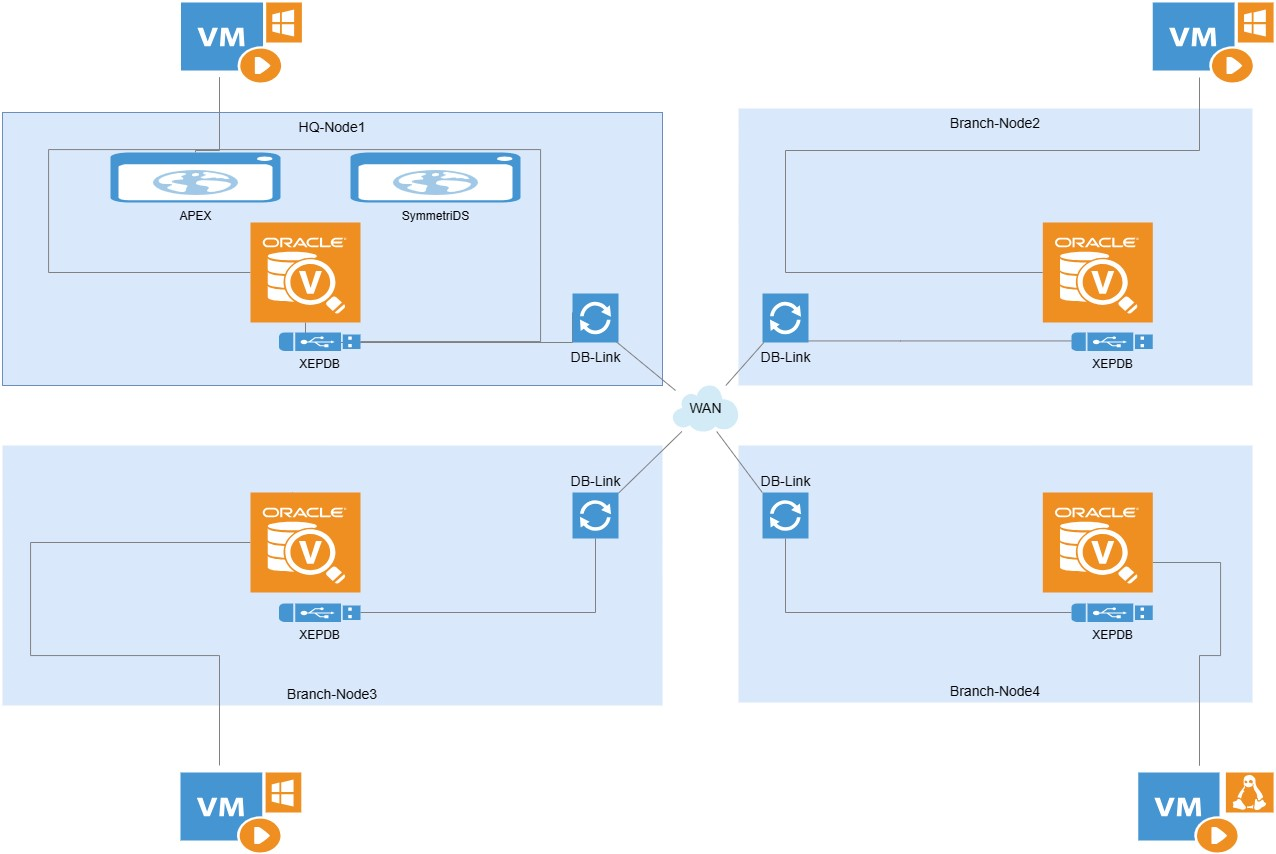 VM
VM
HQ-Node1
Branch-Node2
APEX
SymmetriDS
ORACLE
V
ORACLE
V
XEPDB
DB-Link
DB-Link
XEPDB
WAN
DB-Link
DB-Link
ORACLE
V
ORACLE
V
XEPDB
XEPDB
Branch-Node3
Branch-Node4
VM
VM